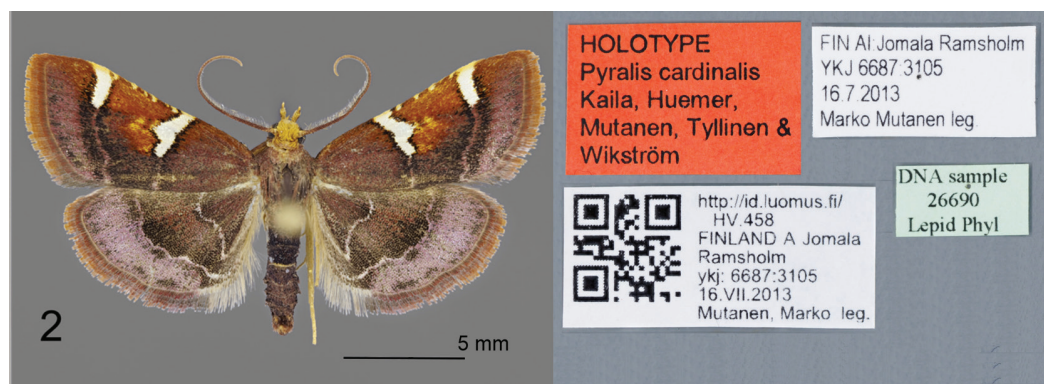 2
5 mm
HOLOTYPE
Pyralis cardinalis
Kaila, Huemer,
Mutanen, Tyllinen &
Wikström
FIN Al:Jomala Ramsholm
YKJ 6687:3105
16.7.2013
Marko Mutanen leg.
DNA sample
26690
Lepid Phyl
http://id.luomus.fi/
HV.458
FINLAND A Jomala
Ramsholm
ykj: 6687:3105
16.VII.2013
Mutanen, Marko leg.